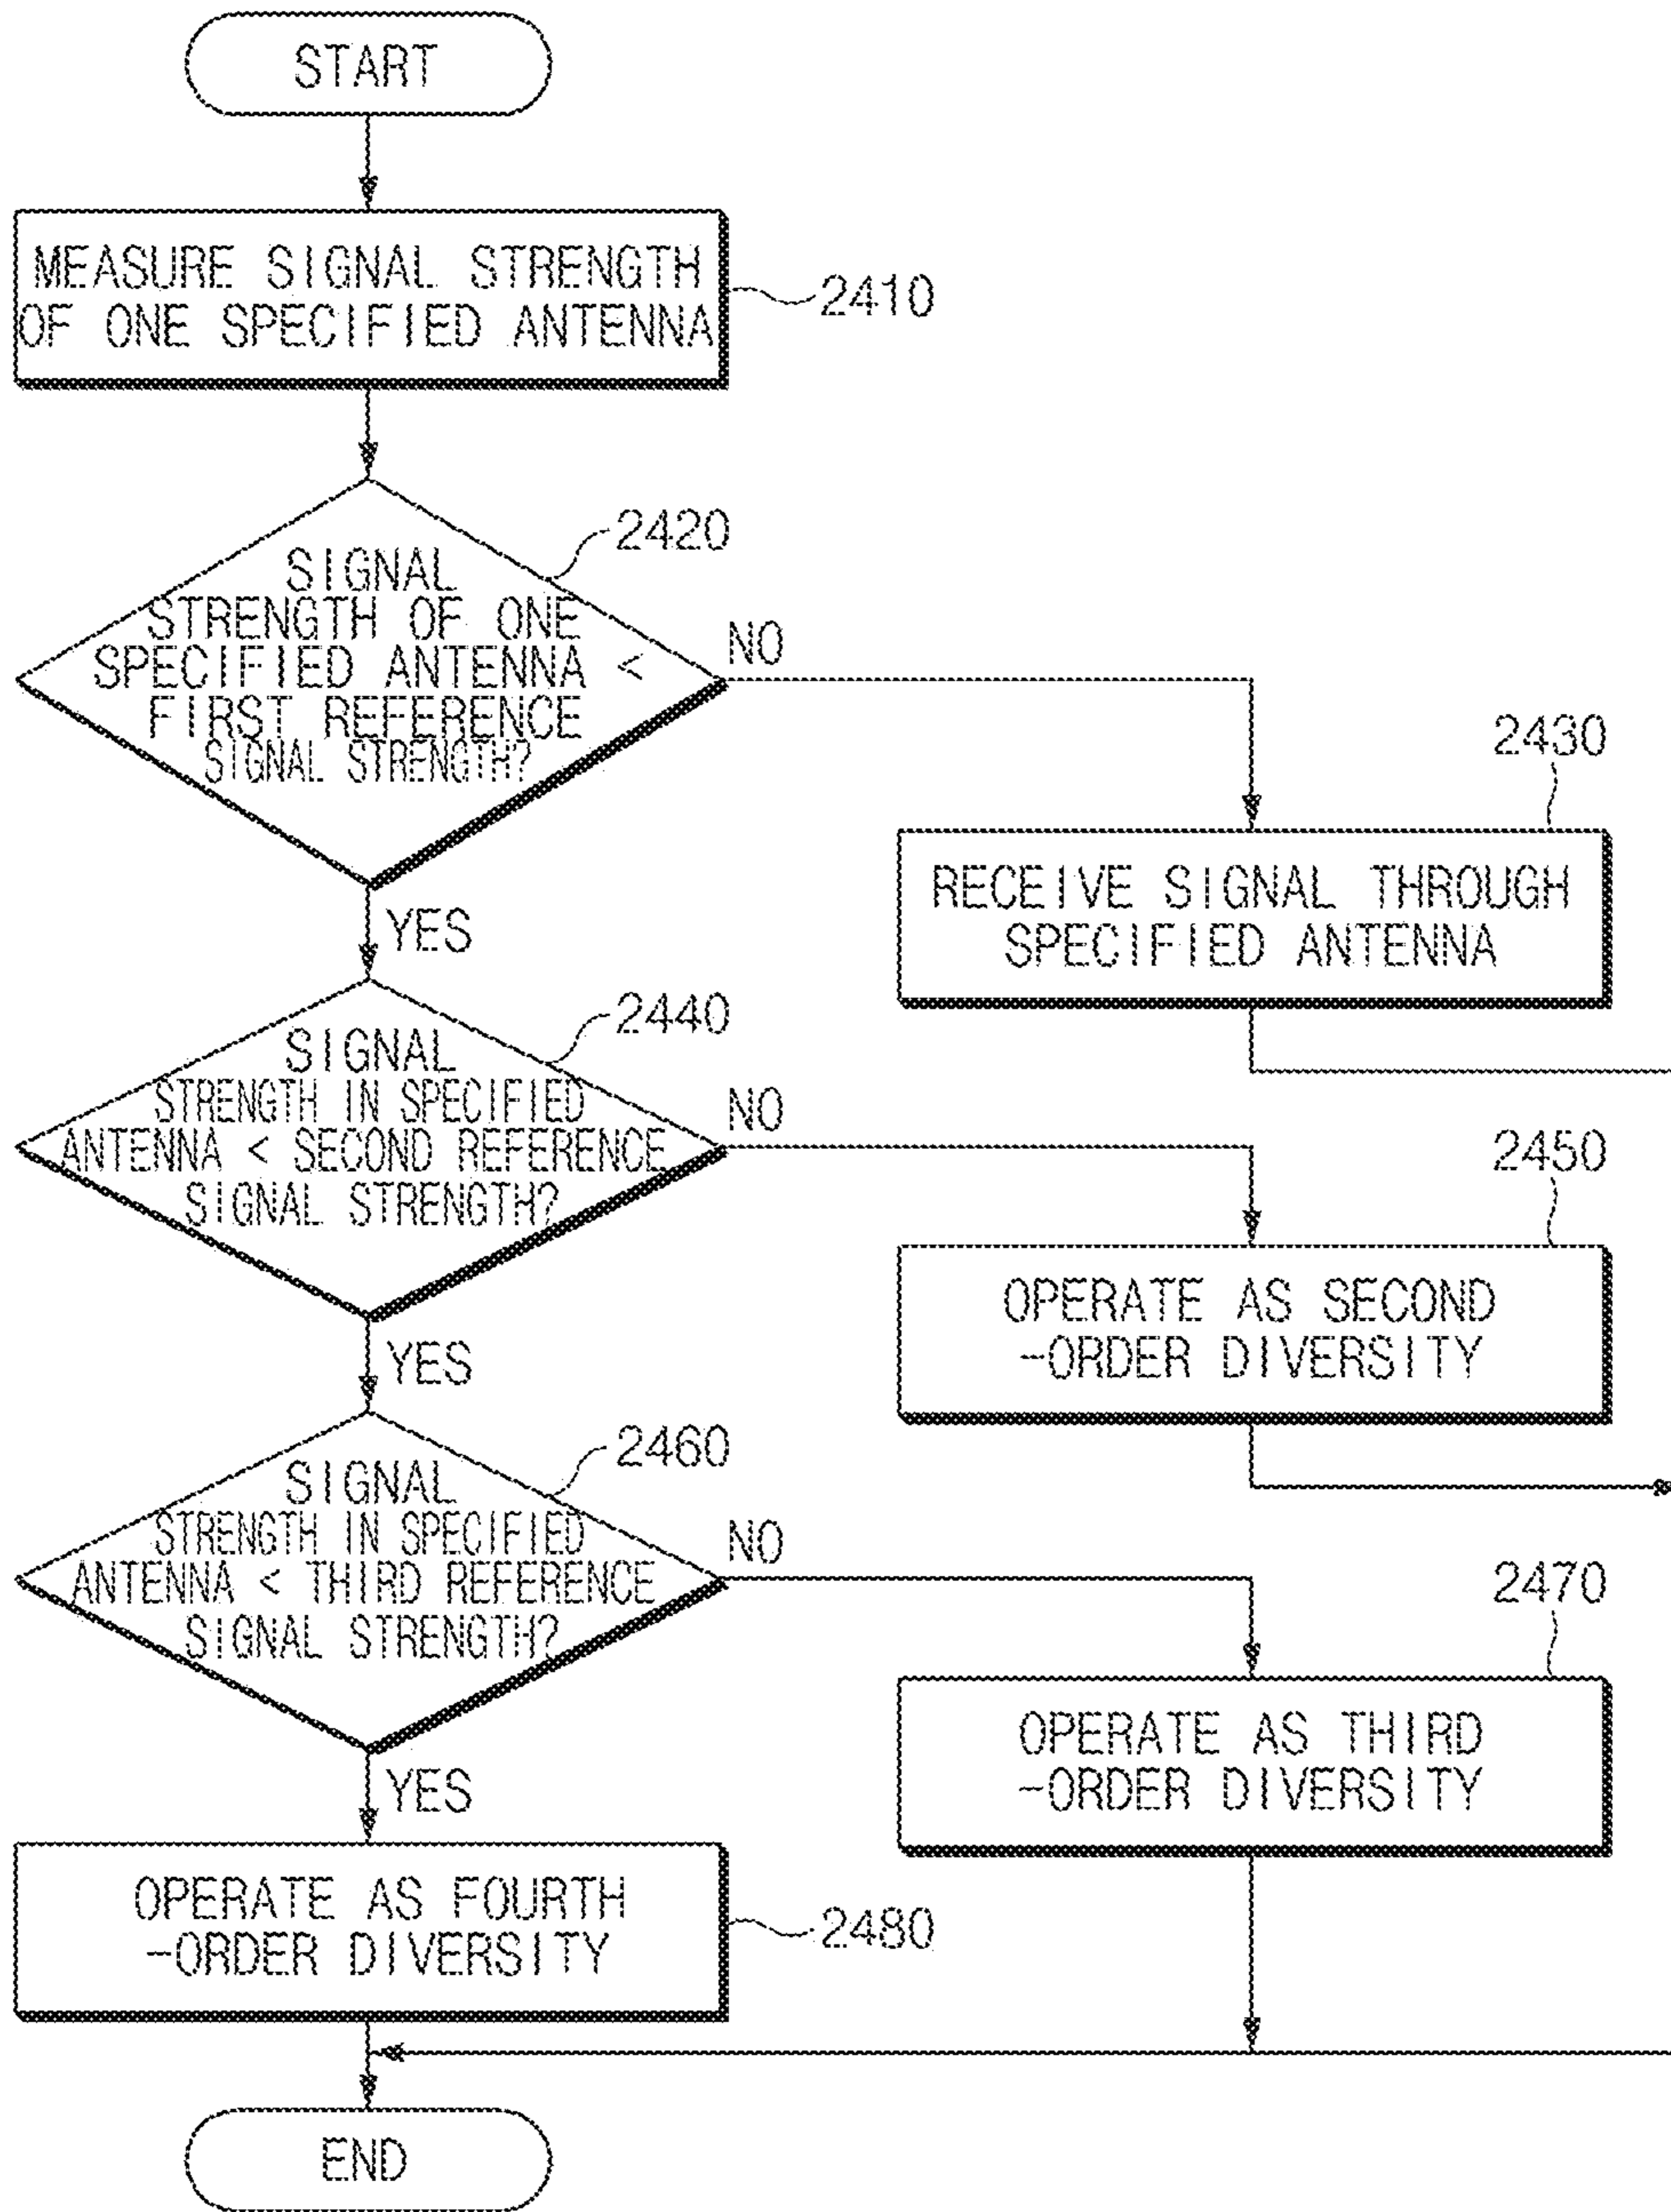 START
MEASURE SIGNAL STRENGTH
OF ONE SPECIFIED ANTENNA
2410
2420
SIGNAL
STRENGTH OF ONE
SPECIFIED ANTENNA <
FIRST REFERENCE
SIGNAL STRENGTH?
NO
YES
2430
RECEIVE SIGNAL THROUGH
SPECIFIED ANTENNA
2440
SIGNAL
STRENGTH IN SPECIFIED
ANTENNA < SECOND REFERENCE
SIGNAL STRENGTH?
NO
YES
2450
OPERATE AS SECOND
-ORDER DIVERSITY
2460
SIGNAL
STRENGTH IN SPECIFIED
ANTENNA < THIRD REFERENCE
SIGNAL STRENGTH?
NO
YES
2470
OPERATE AS THIRD
-ORDER DIVERSITY
OPERATE AS FOURTH
-ORDER DIVERSITY
2480
END